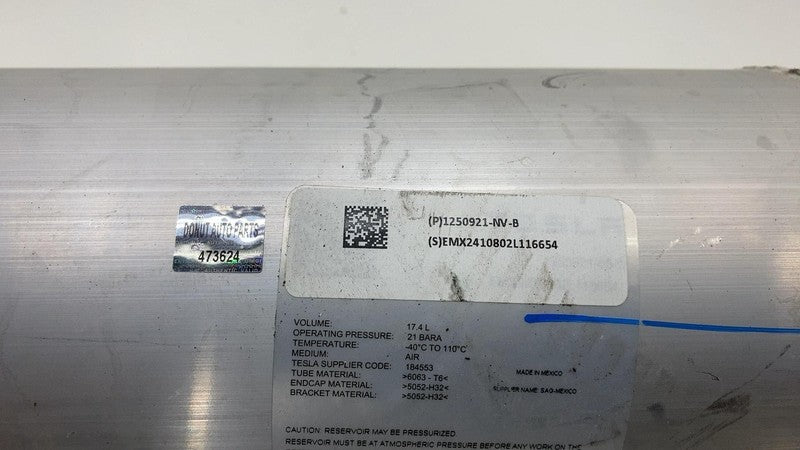 DONUT AUTO PARTS
473624
(P)1250921-NV-B
(S)EMX2410802L116654
VOLUME: 17.4 L
OPERATING PRESSURE: 21 BARA
TEMPERATURE: -40°C TO 110°C
MEDIUM: AIR
TESLA SUPPLIER CODE: 184553
TUBE MATERIAL: >6063 - T6<
ENDCAP MATERIAL: >5052-H32<
BRACKET MATERIAL: >5052-H32<
MADE IN MEXICO
SUPPLIER NAME: SAG-MEXICO
CAUTION: RESERVOIR MAY BE PRESSURIZED.
RESERVOIR MUST BE AT ATMOSPHERIC PRESSURE BEFORE ANY WORK ON THE